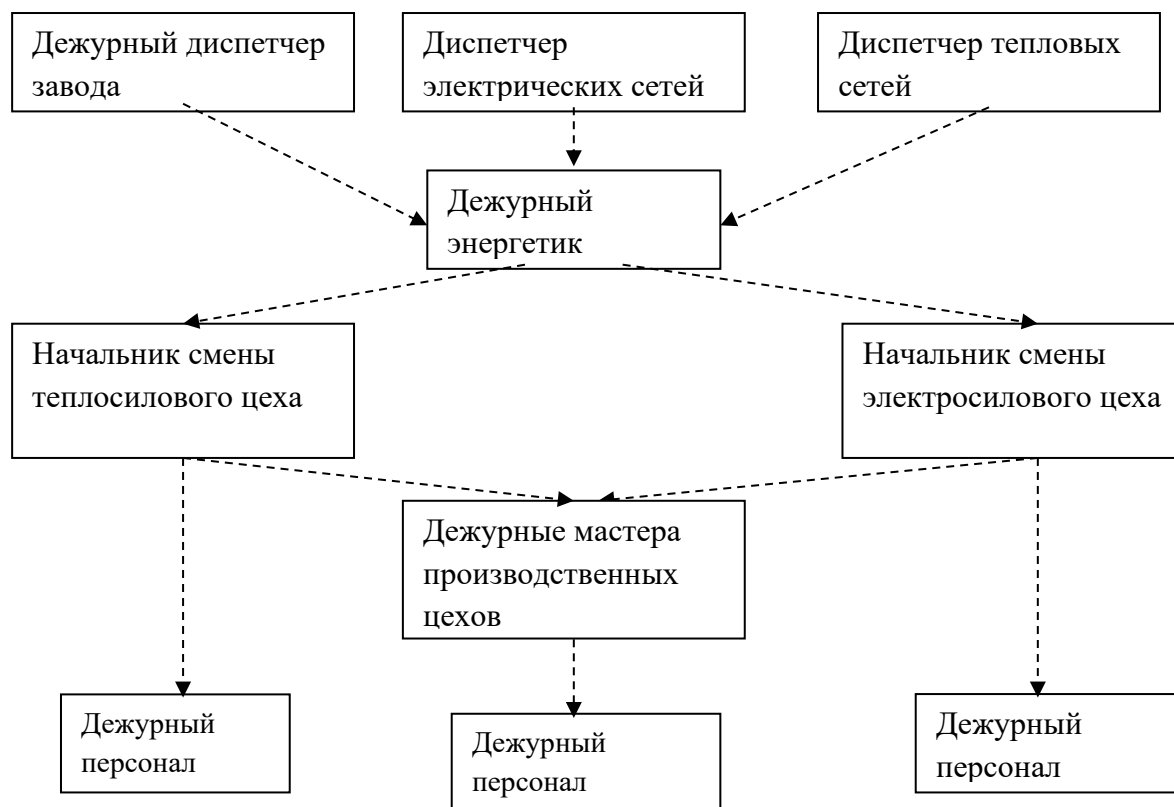 Дежурный диспетчер
завода
Диспетчер
электрических сетей
Диспетчер тепловых
сетей
Дежурный
энергетик
Начальник смены
теплосилового цеха
Начальник смены
электросилового цеха
Дежурные мастера
производственных
цехов
Дежурный
персонал
Дежурный
персонал
Дежурный
персонал